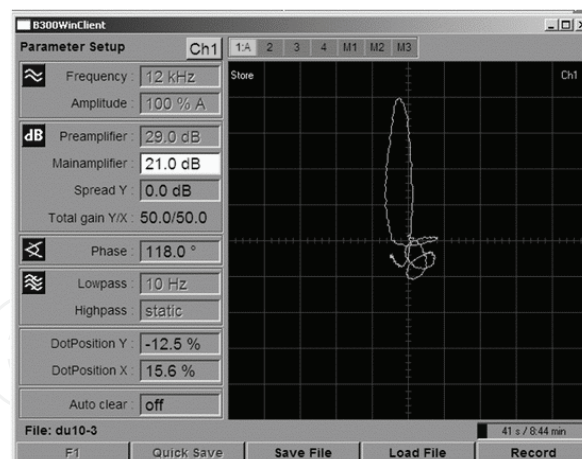 B300WinClient
Parameter Setup Ch1
1:A 2 3 4 M1 M2 M3
Store Ch1
Frequency : 12 kHz
Amplitude : 100 % A
dB
Preamplifier : 29.0 dB
Mainamplifier : 21.0 dB
Spread Y : 0.0 dB
Total gain Y/X : 50.0/50.0
Phase : 118.0 °
Lowpass : 10 Hz
Highpass : static
DotPosition Y : -12.5 %
DotPosition X : 15.6 %
Auto clear : off
File: du10-3 41 s / 8:44 min
F1 Quick Save Save File Load File Record